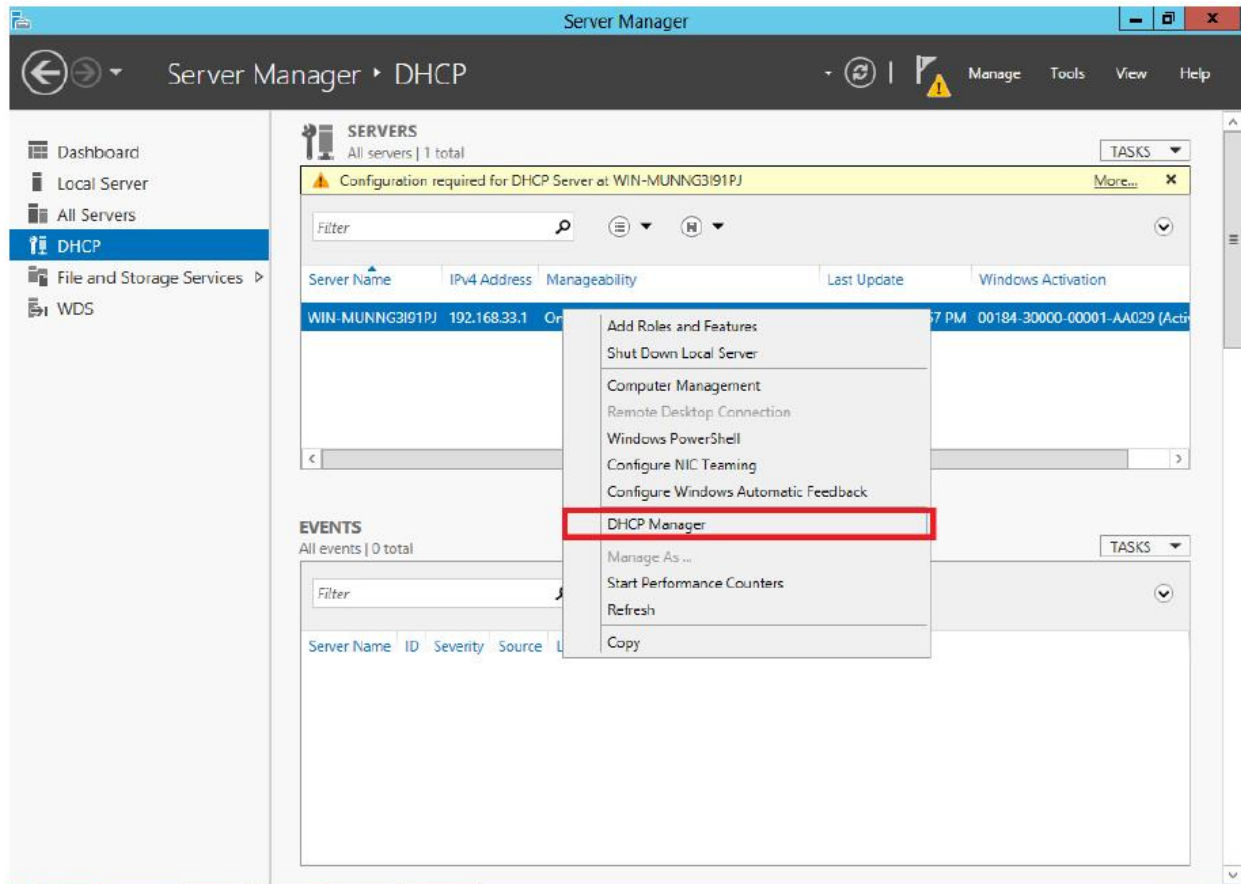 Server Manager
Server Manager ‣ DHCP
Manage Tools View Help
Dashboard
Local Server
All Servers
DHCP
File and Storage Services
WDS
SERVERS
All servers | 1 total
TASKS
Configuration required for DHCP Server at WIN-MUNNG3I91PJ
More...
Filter
Server Name IPv4 Address Manageability Last Update Windows Activation
WIN-MUNNG3I91PJ 192.168.33.1 On 57 PM 00184-30000-00001-AA029 (Acti
Add Roles and Features
Shut Down Local Server
Computer Management
Remote Desktop Connection
Windows PowerShell
Configure NIC Teaming
Configure Windows Automatic Feedback
DHCP Manager
Manage As ...
Start Performance Counters
Refresh
Copy
EVENTS
All events | 0 total
TASKS
Filter
Server Name ID Severity Source L